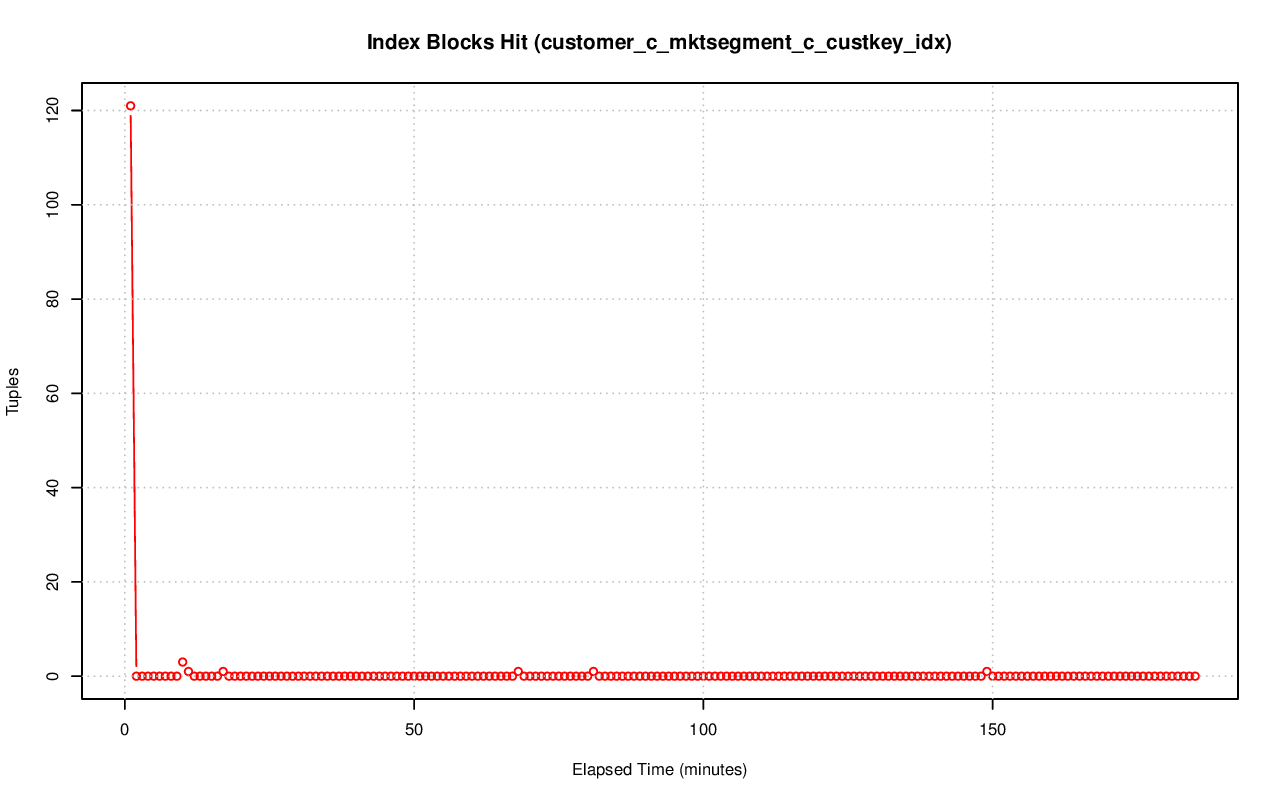 Index Blocks Hit (customer_c_mktsegment_c_custkey_idx)
Tuples
120
100
80
60
40
20
0
0 50 100 150
Elapsed Time (minutes)